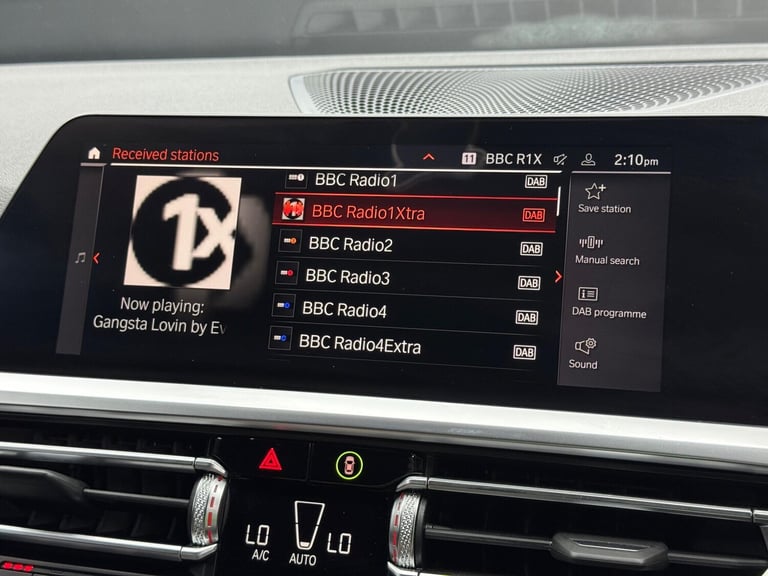 Received stations
11 BBC R1X 2:10pm
1x
Now playing:
Gangsta Lovin by Ev
BBC Radio1 DAB
BBC Radio1Xtra DAB
BBC Radio2 DAB
BBC Radio3 DAB
BBC Radio4 DAB
BBC Radio4Extra DAB
Save station
Manual search
DAB programme
Sound
LO
A/C
AUTO
LO